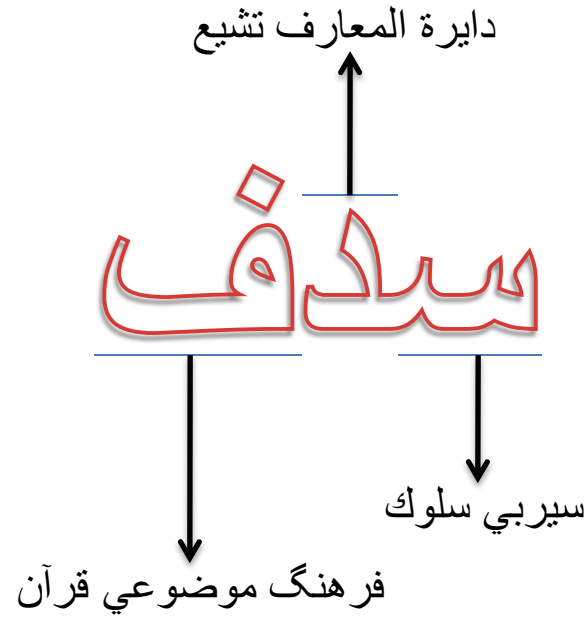 دايرة المعارف تشيع
سدف
سيربي سلوك
فرهنگ موضوعي قرآن